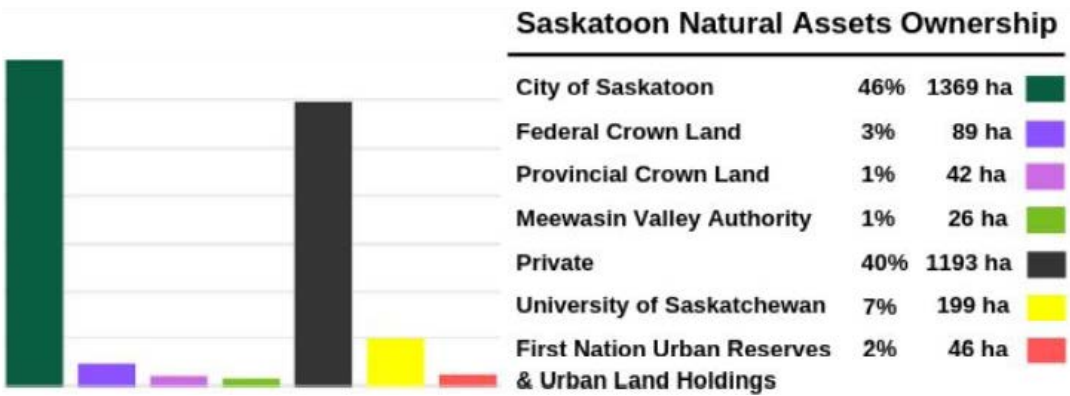 Saskatoon Natural Assets Ownership
City of Saskatoon 46% 1369 ha
Federal Crown Land 3% 89 ha
Provincial Crown Land 1% 42 ha
Meewasin Valley Authority 1% 26 ha
Private 40% 1193 ha
University of Saskatchewan 7% 199 ha
First Nation Urban Reserves 2% 46 ha
& Urban Land Holdings